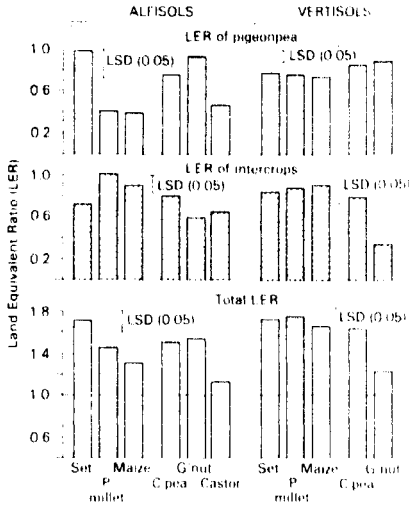 ALFISOLS VERTISOLS
LER of pigeonpea
1.0
0.6
0.2
LSD (0.05) LSD (0.05)
LER of intercrops
1.0
0.6
0.2
LSD (0.05) LSD (0.05)
Total LER
1.8
1.4
1.0
0.6
LSD (0.05) LSD (0.05)
Land Equivalent Ratio (LER)
Set Maize G nut Set Maize G nut
P millet C pea Castor P millet C pea